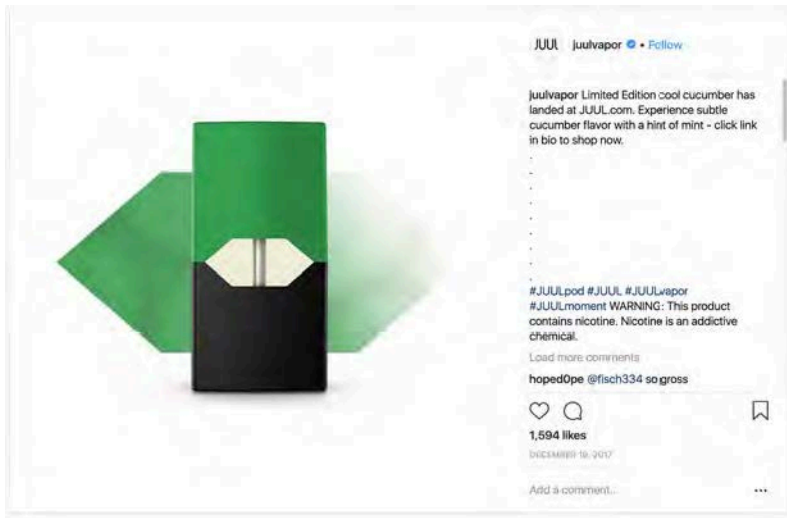 JUUL juulvapor • Follow
juulvapor Limited Edition cool cucumber has
landed at JUUL.com. Experience subtle
cucumber flavor with a hint of mint - click link
in bio to shop now.
.
.
.
.
.
.
.
.
.
#JUULpod #JUUL #JUULvapor
#JUULmoment WARNING: This product
contains nicotine. Nicotine is an addictive
chemical.
Load more comments
hoped0pe @fisch334 so gross
1,594 likes
DECEMBER 19, 2017
Add a comment...